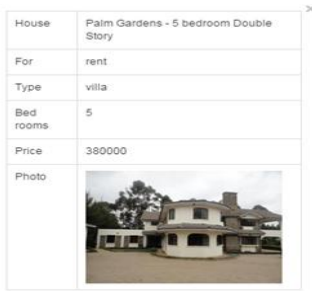 House Palm Gardens - 5 bedroom Double
Story
For rent
Type villa
Bed 5
rooms
Price 380000
Photo